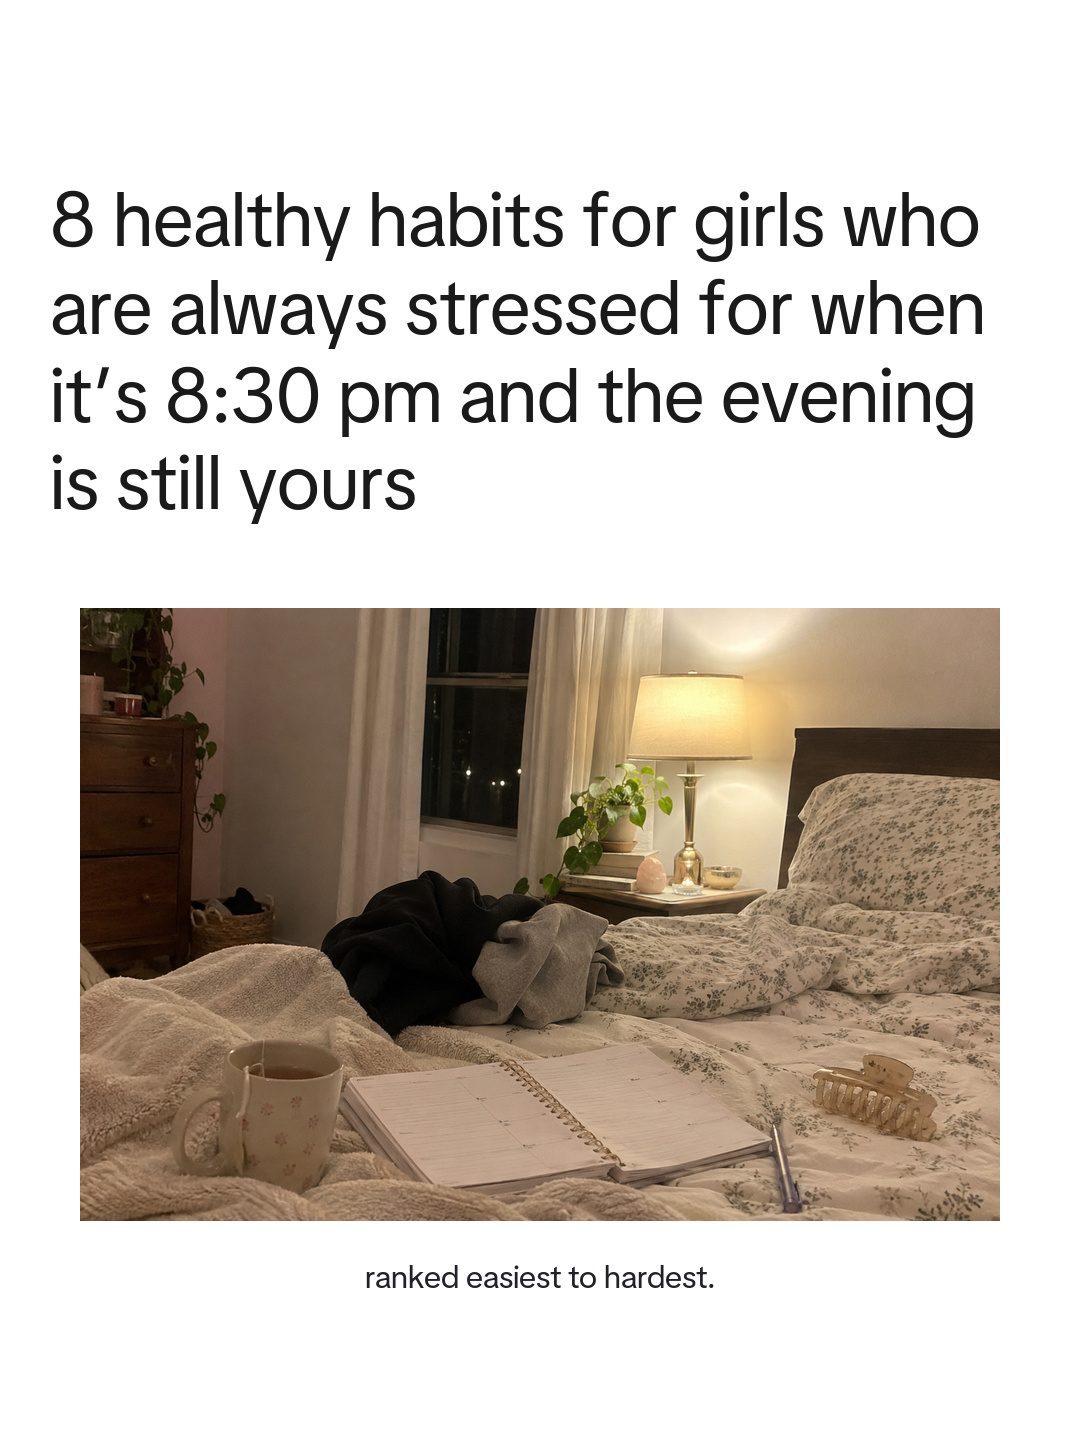 8 healthy habits for girls who
are always stressed for when
it’s 8:30 pm and the evening
is still yours
ranked easiest to hardest.